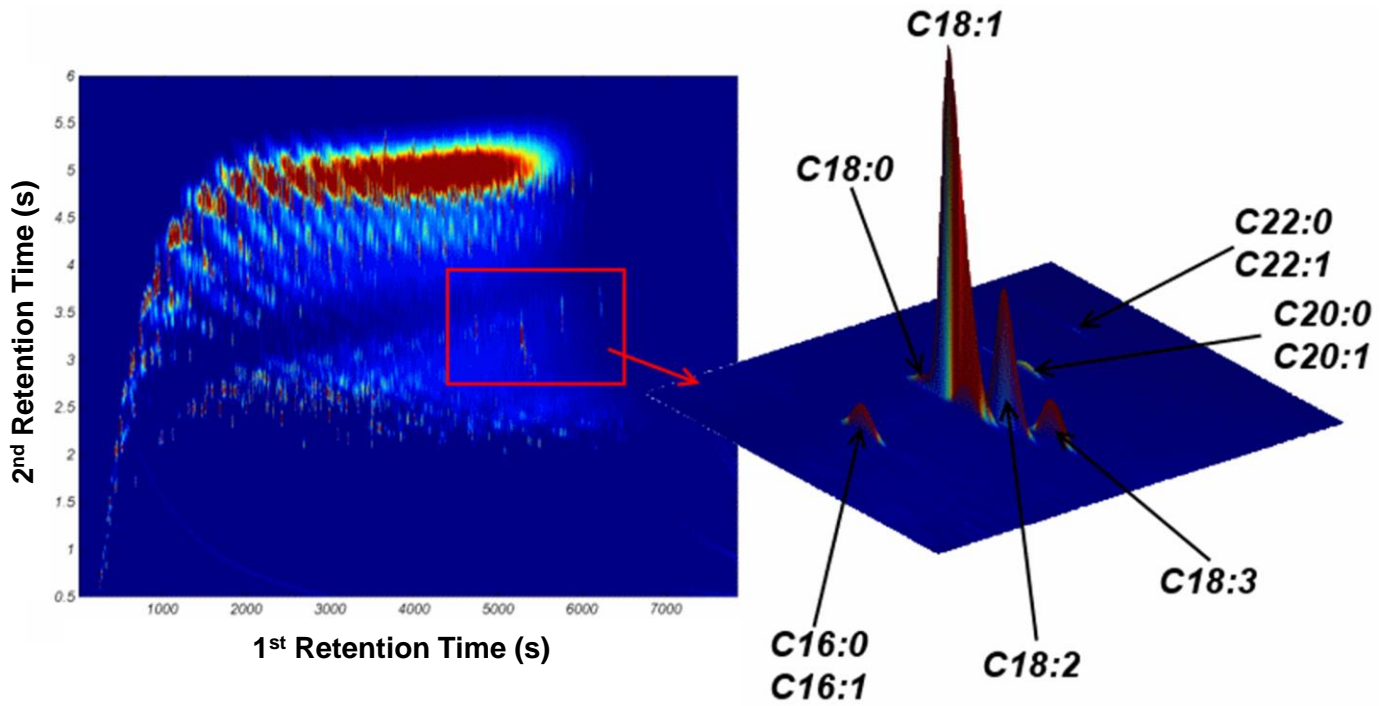 C18:1
C18:0
C22:0
C22:1
C20:0
C20:1
C18:3
C18:2
C16:0
C16:1
6
5.5
5
4.5
4
3.5
3
2.5
2
1.5
1
0.5
1000 2000 3000 4000 5000 6000 7000
2nd Retention Time (s)
1st Retention Time (s)